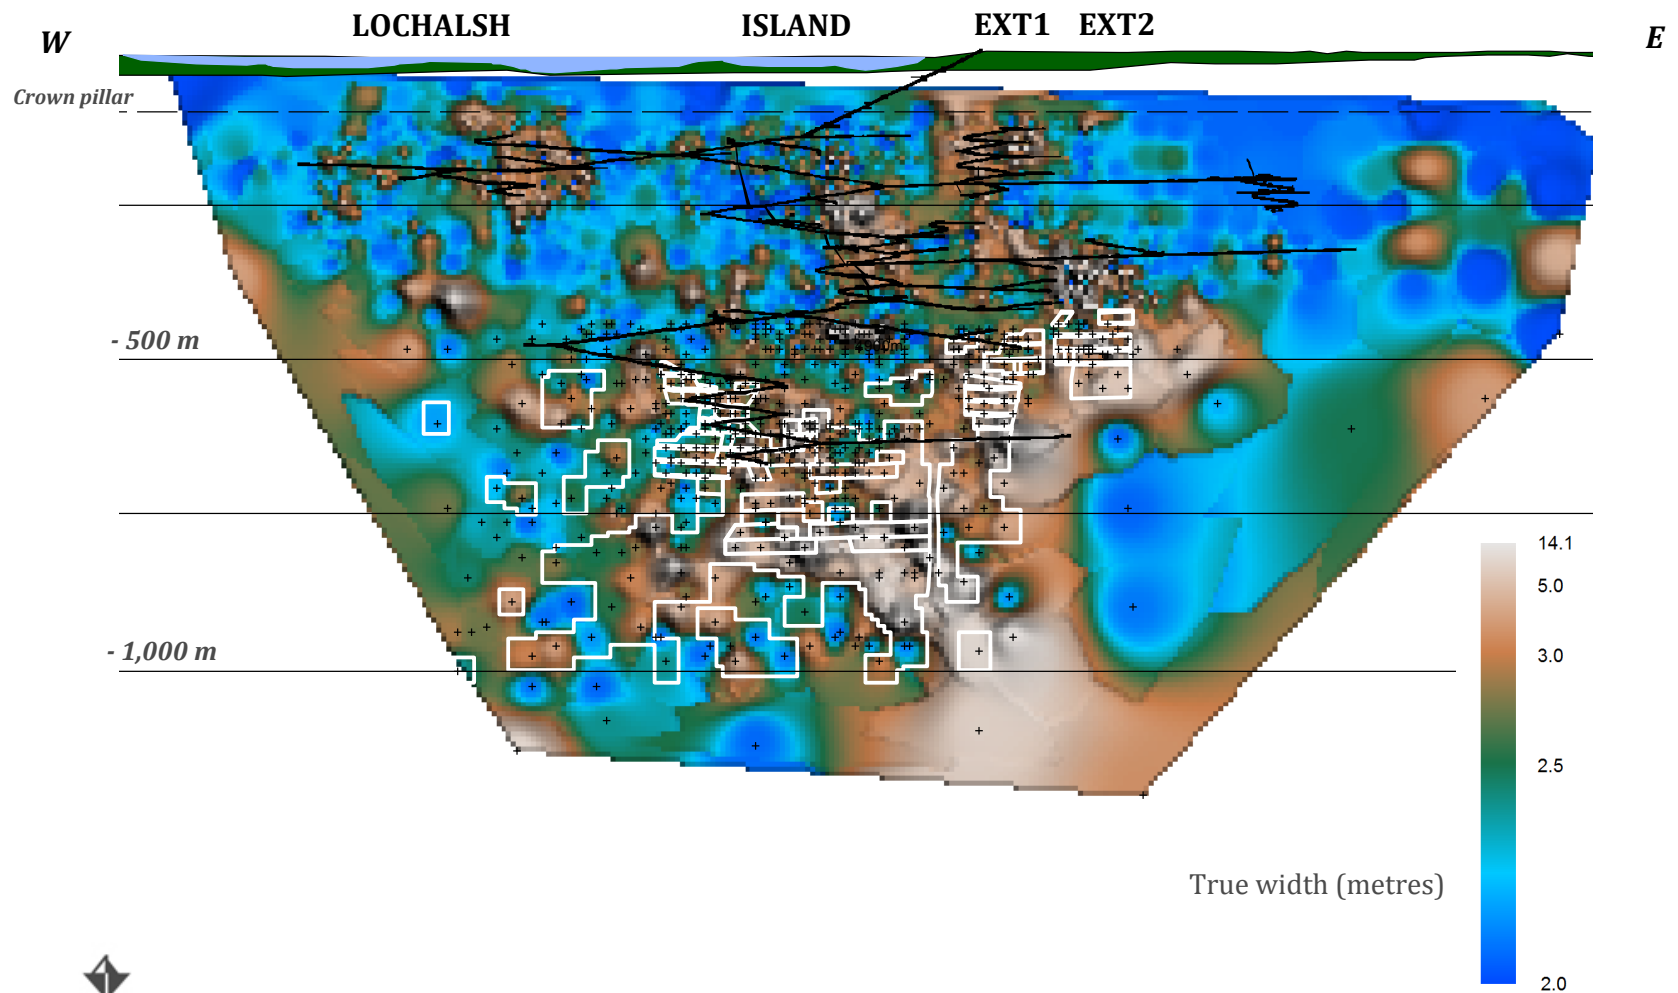 LOCHALSH ISLAND EXT1 EXT2
W E
Crown pillar
- 500 m
- 1,000 m
14.1
5.0
3.0
2.5
True width (metres)
2.0